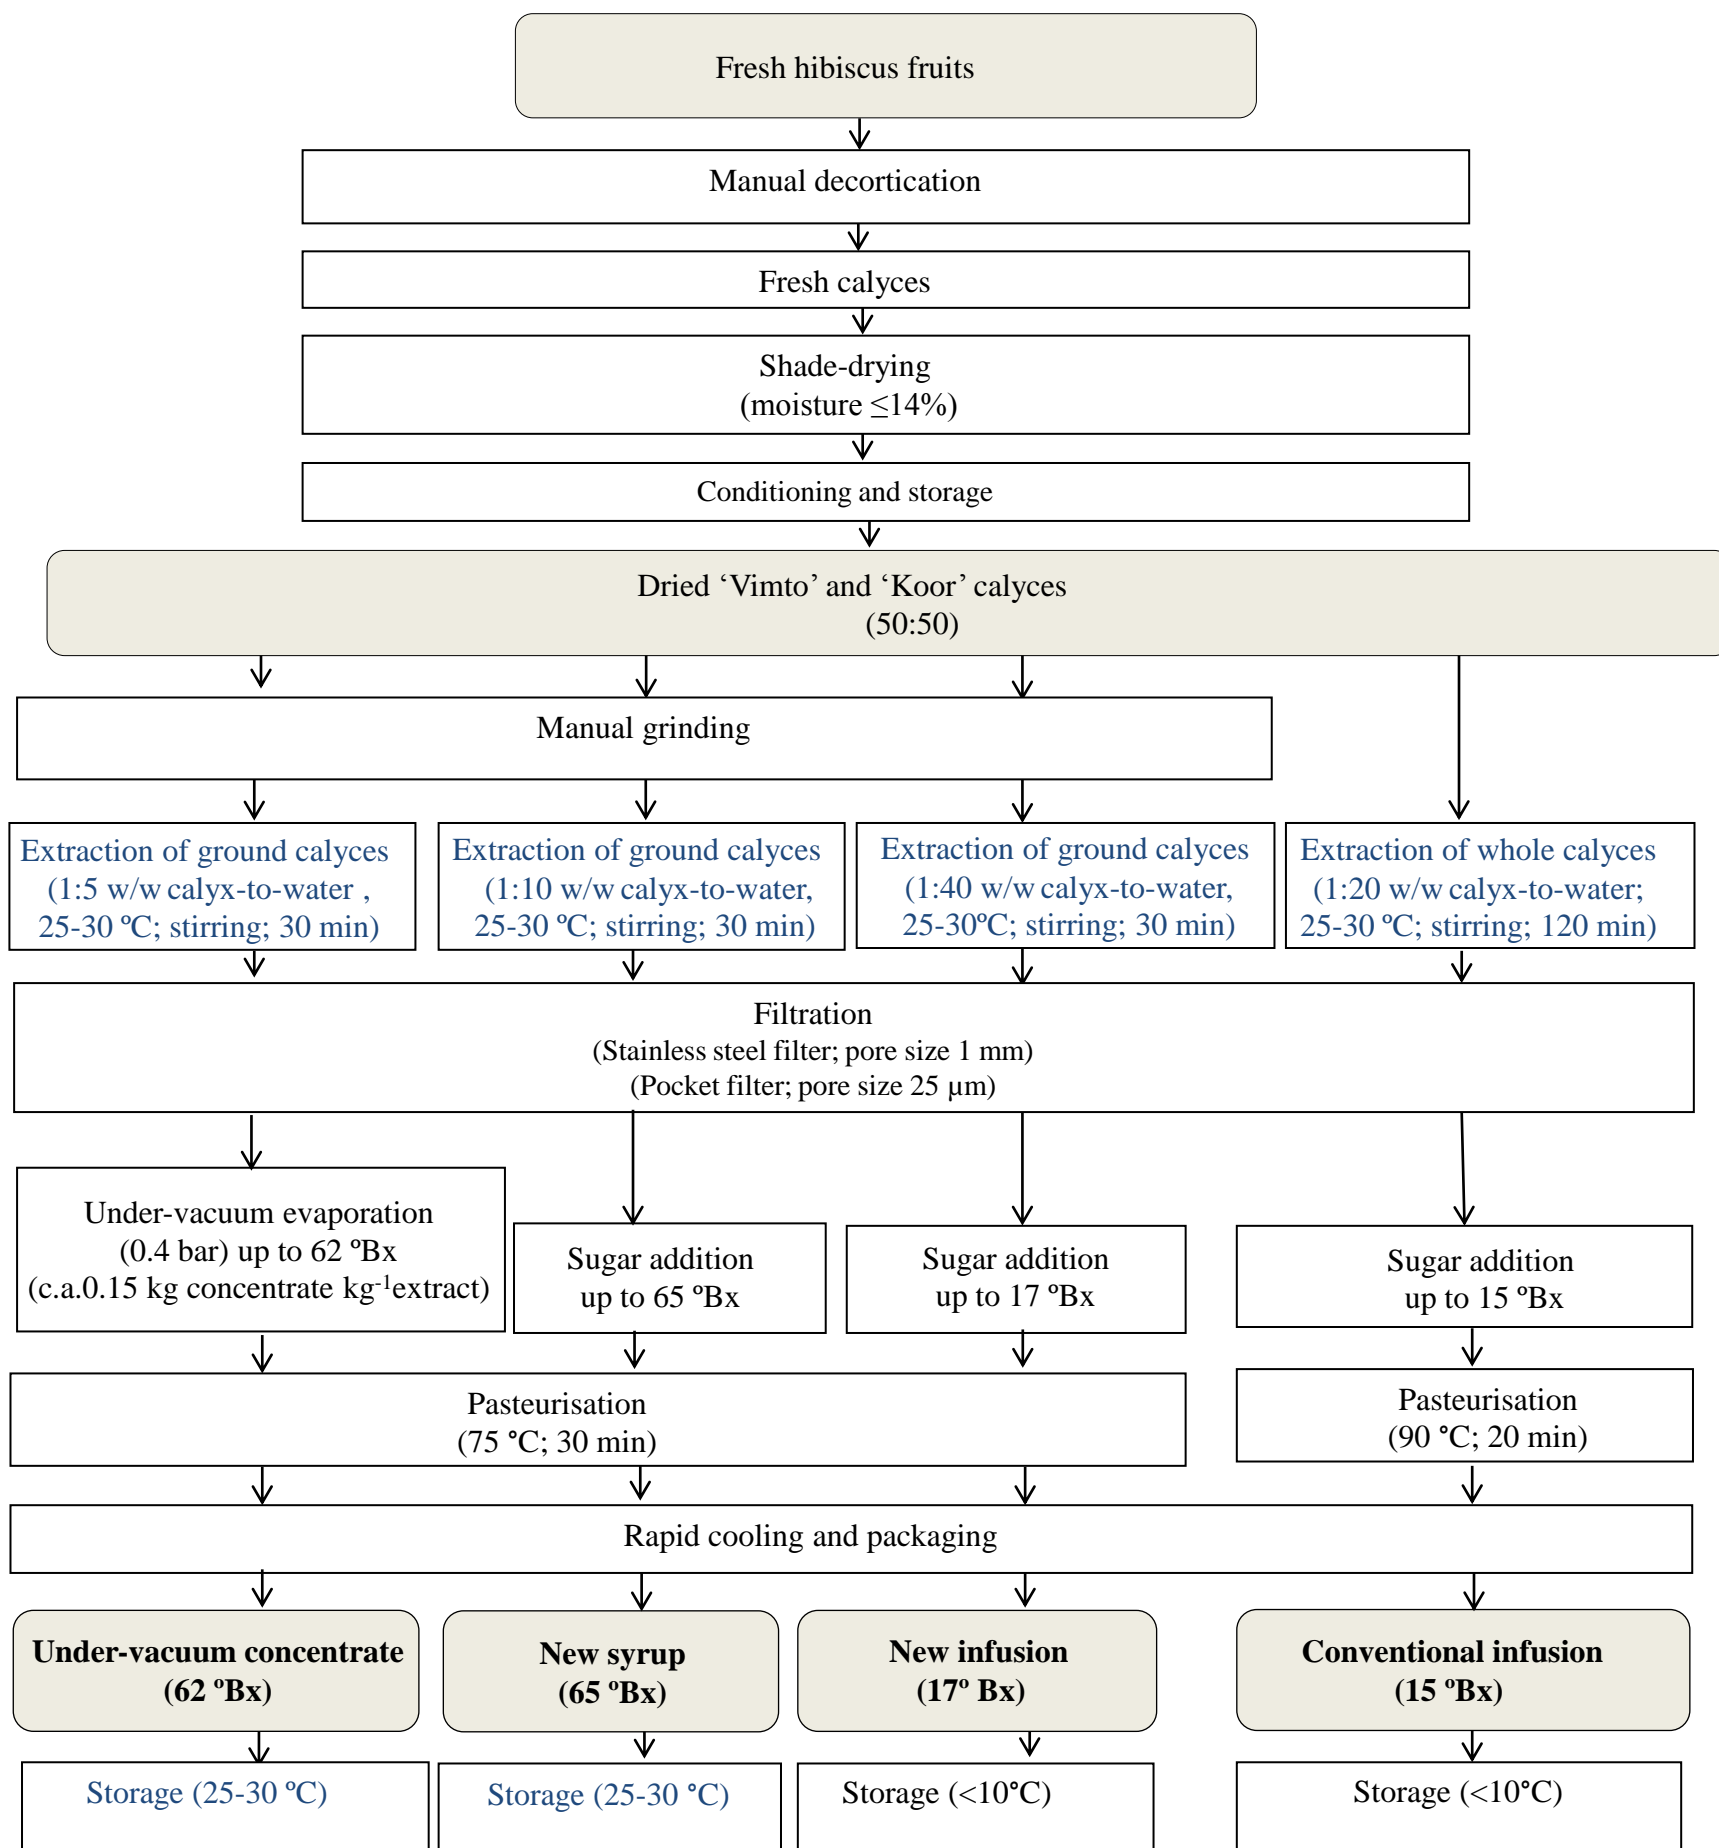 Fresh hibiscus fruits
Manual decortication
Fresh calyces
Shade-drying
(moisture ≤14%)
Conditioning and storage
Dried ‘Vimto’ and ‘Koor’ calyces
(50:50)
Manual grinding
Extraction of ground calyces
(1:5 w/w calyx-to-water ,
25-30 ºC; stirring; 30 min)
Extraction of ground calyces
(1:10 w/w calyx-to-water,
25-30 ºC; stirring; 30 min)
Extraction of ground calyces
(1:40 w/w calyx-to-water,
25-30ºC; stirring; 30 min)
Extraction of whole calyces
(1:20 w/w calyx-to-water;
25-30 ºC; stirring; 120 min)
Filtration
(Stainless steel filter; pore size 1 mm)
(Pocket filter; pore size 25 µm)
Under-vacuum evaporation
(0.4 bar) up to 62 ºBx
(c.a.0.15 kg concentrate kg⁻¹extract)
Sugar addition
up to 65 ºBx
Sugar addition
up to 17 ºBx
Sugar addition
up to 15 ºBx
Pasteurisation
(75 °C; 30 min)
Pasteurisation
(90 °C; 20 min)
Rapid cooling and packaging
Under-vacuum concentrate
(62 ºBx)
New syrup
(65 ºBx)
New infusion
(17º Bx)
Conventional infusion
(15 ºBx)
Storage (25-30 ºC)
Storage (25-30 °C)
Storage (<10°C)
Storage (<10°C)